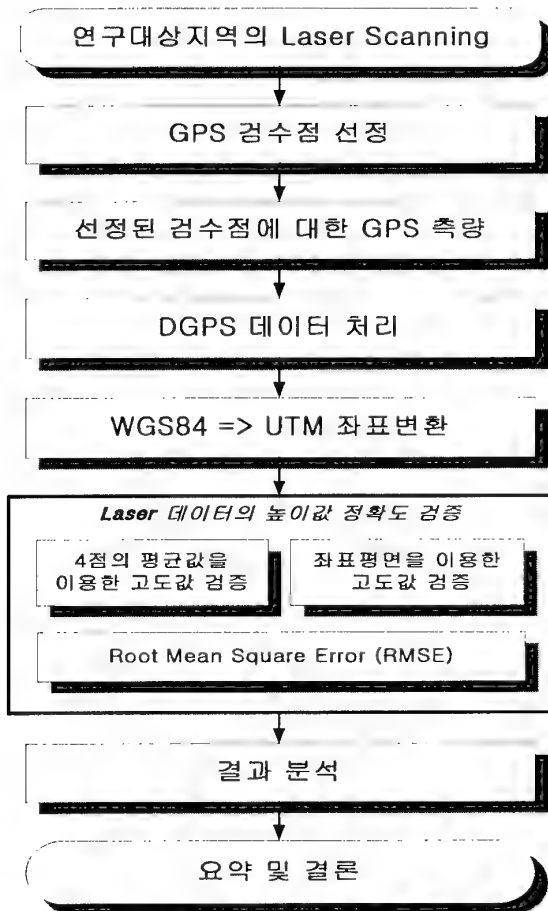 연구대상지역의 Laser Scanning
GPS 검수점 선정
선정된 검수점에 대한 GPS 측량
DGPS 데이터 처리
WGS84 => UTM 좌표변환
Laser 데이터의 높이값 정확도 검증
4점의 평균값을
이용한 고도값 검증
좌표평면을 이용한
고도값 검증
Root Mean Square Error (RMSE)
결과 분석
요약 및 결론